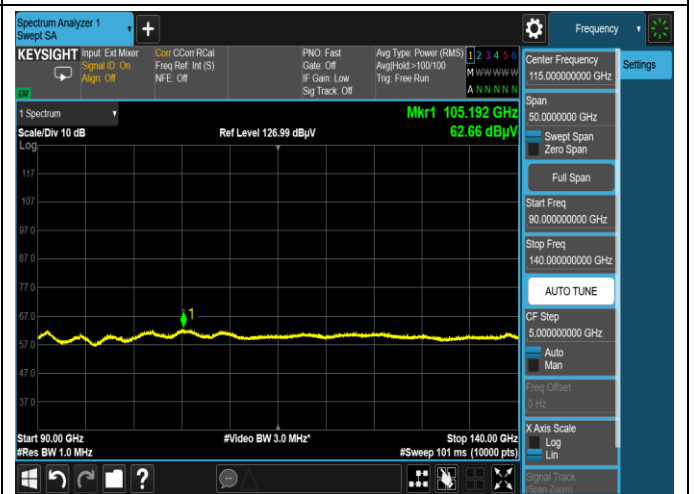 Spectrum Analyzer 1
Swept SA
+
Frequency
KEYSIGHT
Input: Ext Mixer
Signal ID: On
Align: Off
Corr CCorr RCal
Freq Ref: Int (S)
NFE: Off
PNO: Fast
Gate: Off
IF Gain: Low
Sig Track: Off
Avg Type: Power (RMS)
Avg|Hold:>100/100
Trig: Free Run
1 2 3 4 5 6
M W W W W W
A N N N N N
LXI
1 Spectrum
Mkr1 105.192 GHz
Scale/Div 10 dB
Ref Level 126.99 dBµV
62.66 dBµV
Log
117
107
97.0
87.0
77.0
67.0
57.0
47.0
37.0
1
Start 90.00 GHz
#Video BW 3.0 MHz*
Stop 140.00 GHz
#Res BW 1.0 MHz
#Sweep 101 ms (10000 pts)
?
Center Frequency
115.000000000 GHz
Settings
Span
50.0000000 GHz
Swept Span
Zero Span
Full Span
Start Freq
90.000000000 GHz
Stop Freq
140.000000000 GHz
AUTO TUNE
CF Step
5.000000000 GHz
Auto
Man
Freq Offset
0 Hz
X Axis Scale
Log
Lin
Signal Track
(Span Zoom)